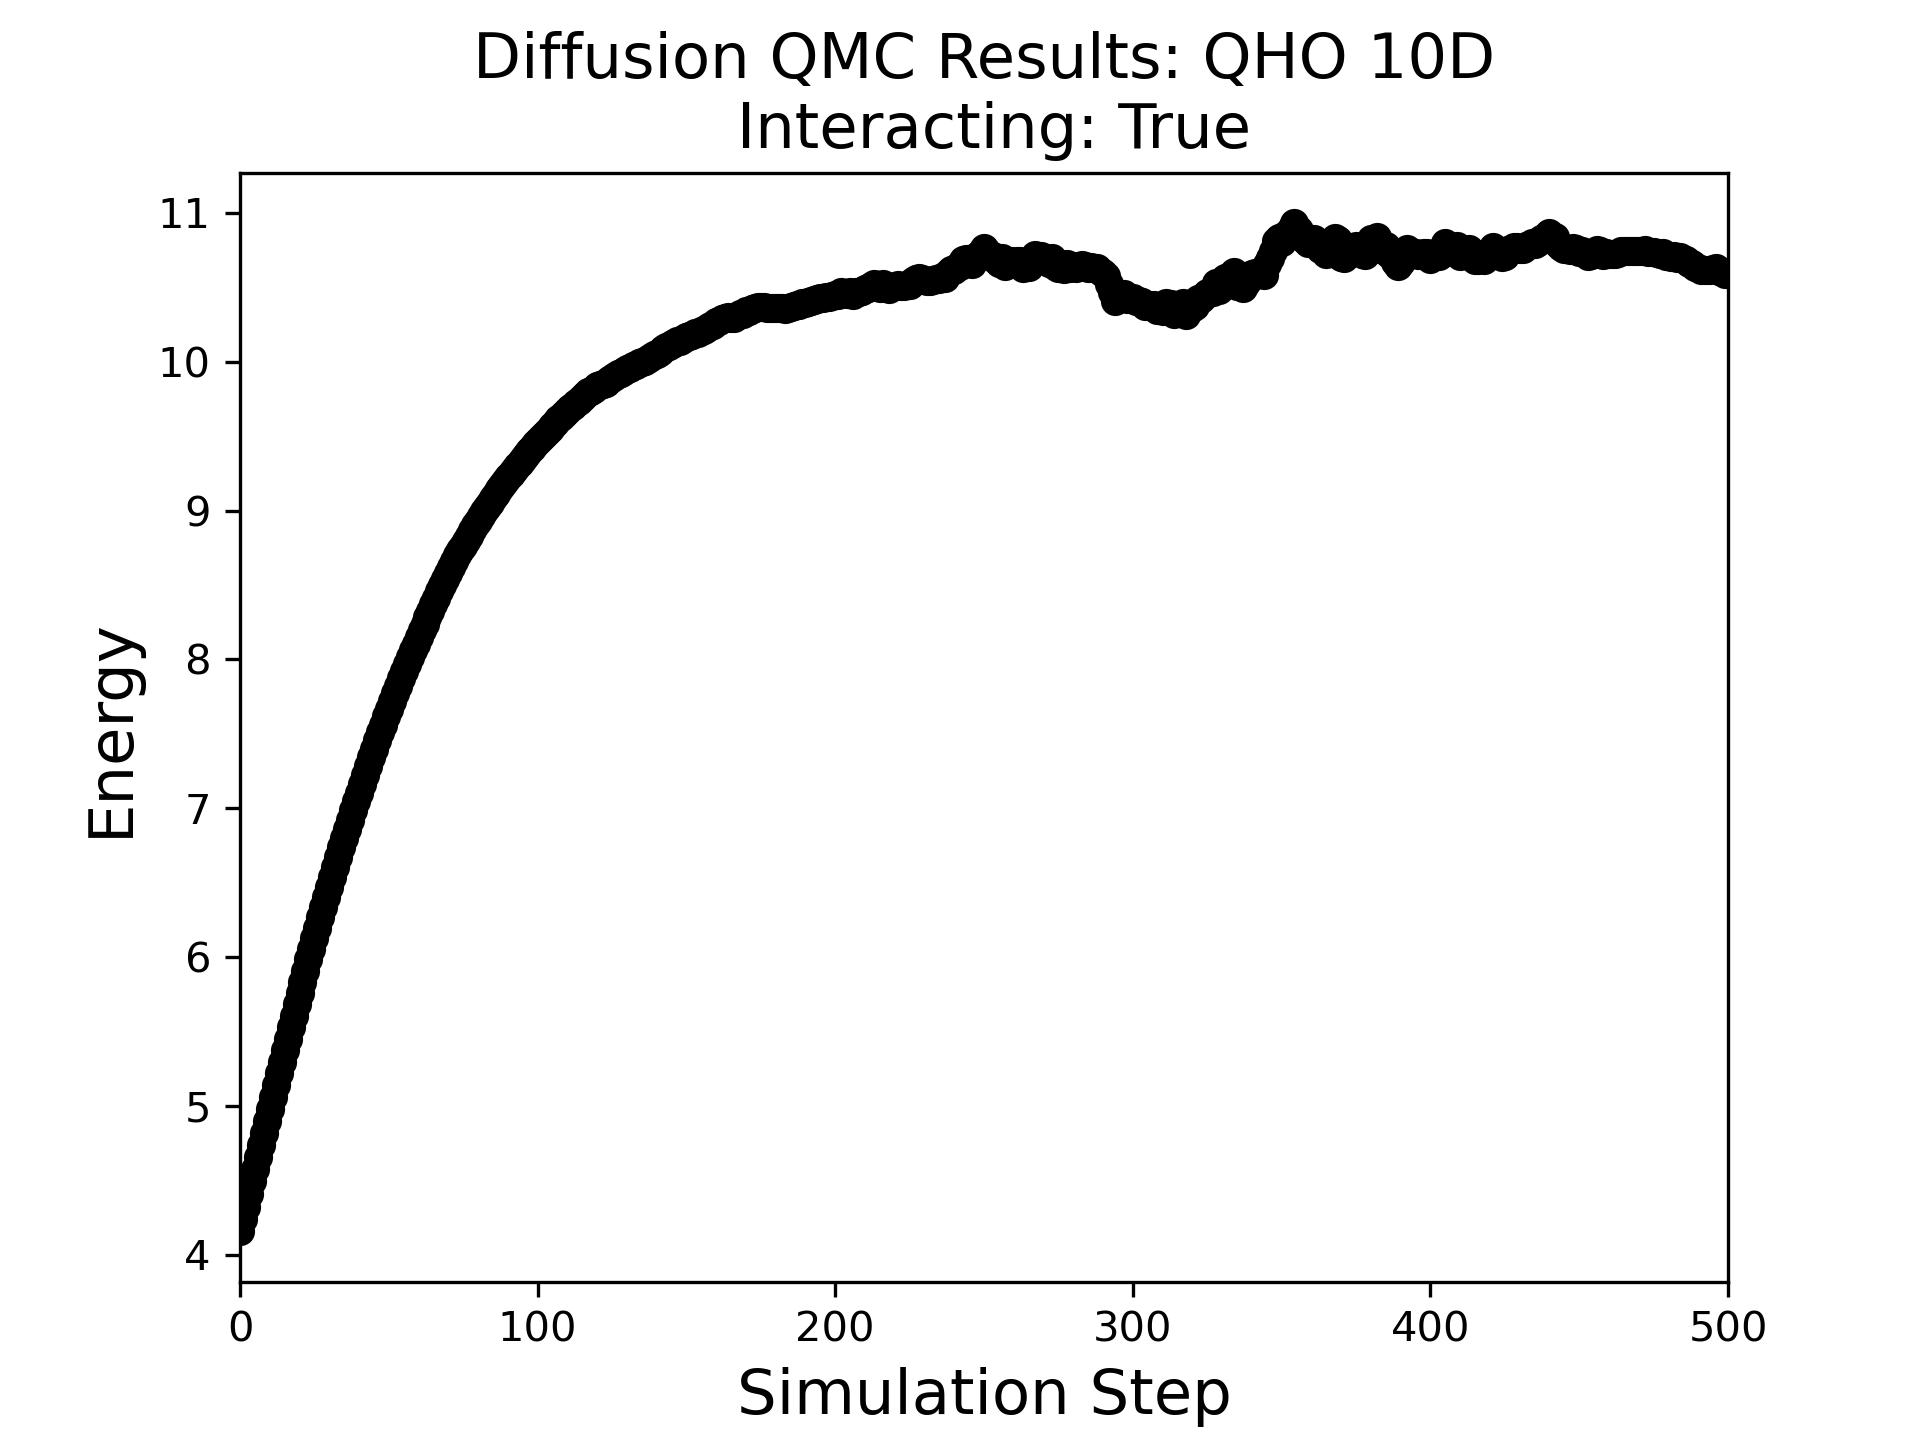 Diffusion QMC Results: QHO 10D
Interacting: True
Energy
11
10
9
8
7
6
5
4
0 100 200 300 400 500
Simulation Step